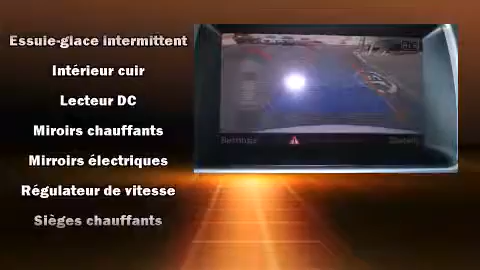 Essuie-glace intermittent
Intérieur cuir
Lecteur DC
Miroirs chauffants
Mirroirs électriques
Régulateur de vitesse
Sièges chauffants